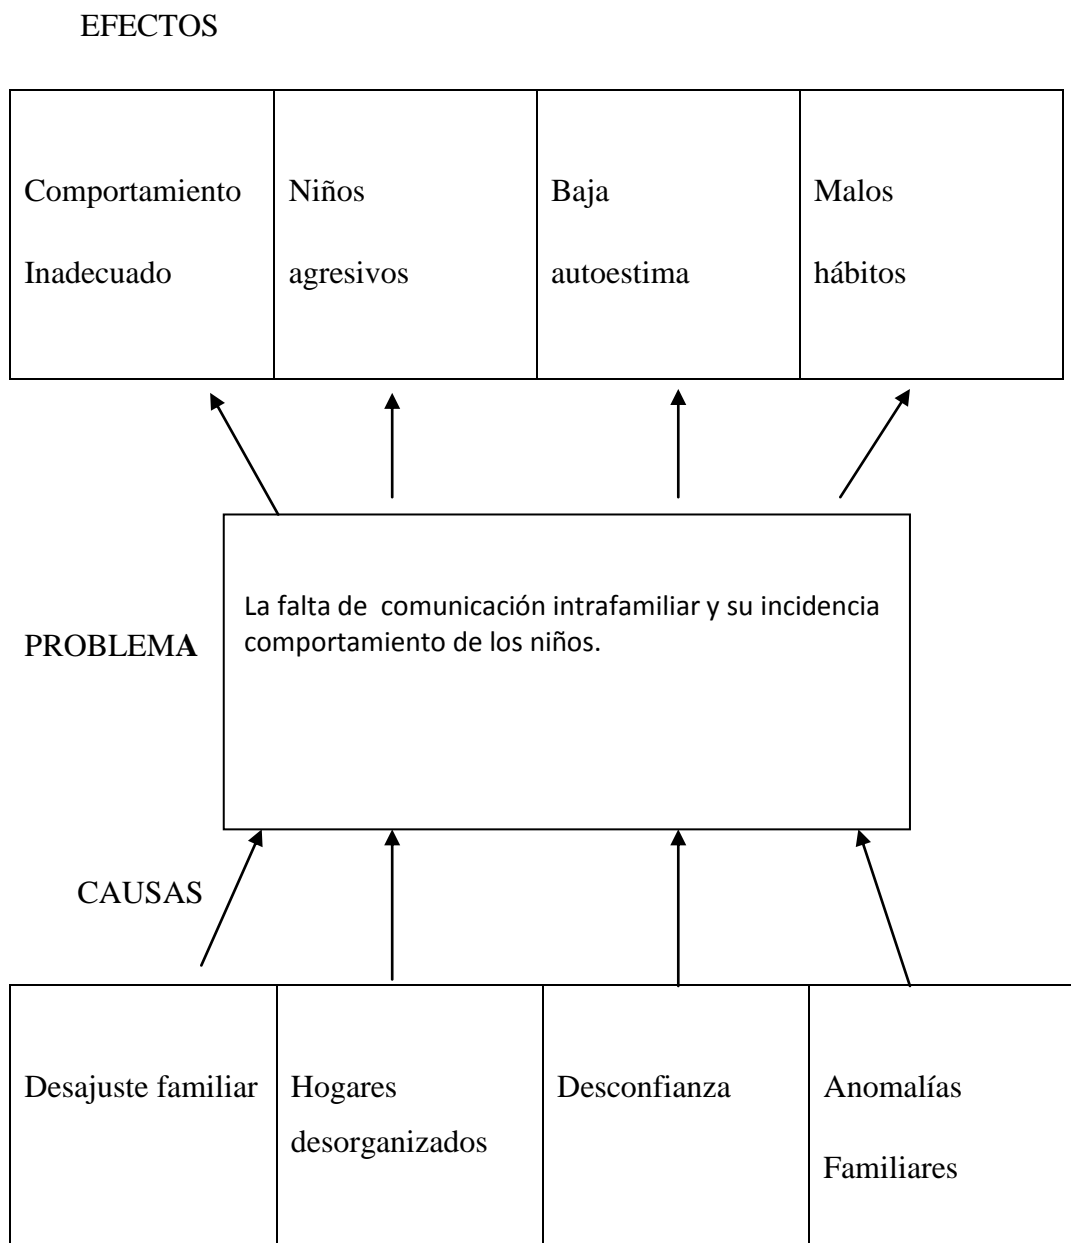 EFECTOS
Comportamiento
Inadecuado
Niños
agresivos
Baja
autoestima
Malos
hábitos
PROBLEMA
La falta de  comunicación intrafamiliar y su incidencia
comportamiento de los niños.
CAUSAS
Desajuste familiar
Hogares
desorganizados
Desconfianza
Anomalías
Familiares